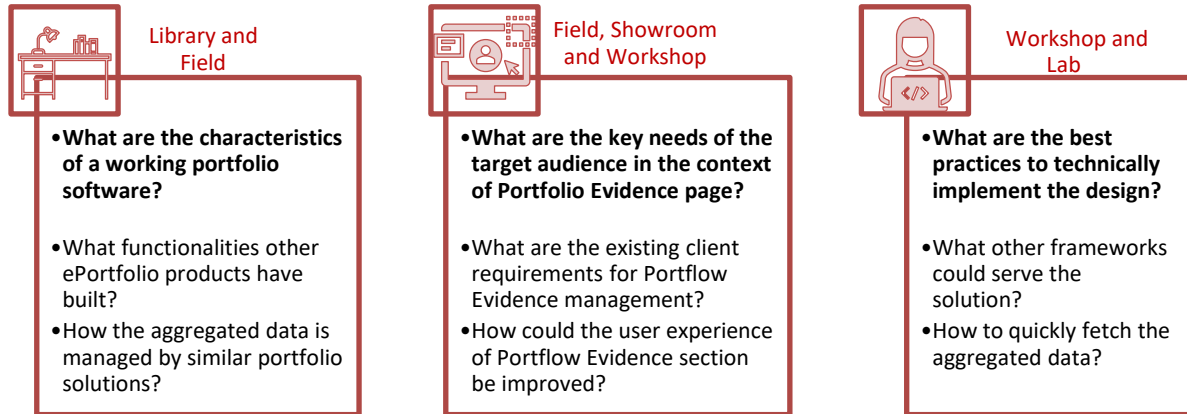 Library and
Field
•What are the characteristics
of a working portfolio
software?
•What functionalities other
ePortfolio products have
built?
•How the aggregated data is
managed by similar portfolio
solutions?
Field, Showroom
and Workshop
•What are the key needs of the
target audience in the context
of Portfolio Evidence page?
•What are the existing client
requirements for Portflow
Evidence management?
•How could the user experience
of Portflow Evidence section
be improved?
Workshop and
Lab
</>
•What are the best
practices to technically
implement the design?
•What other frameworks
could serve the
solution?
•How to quickly fetch the
aggregated data?